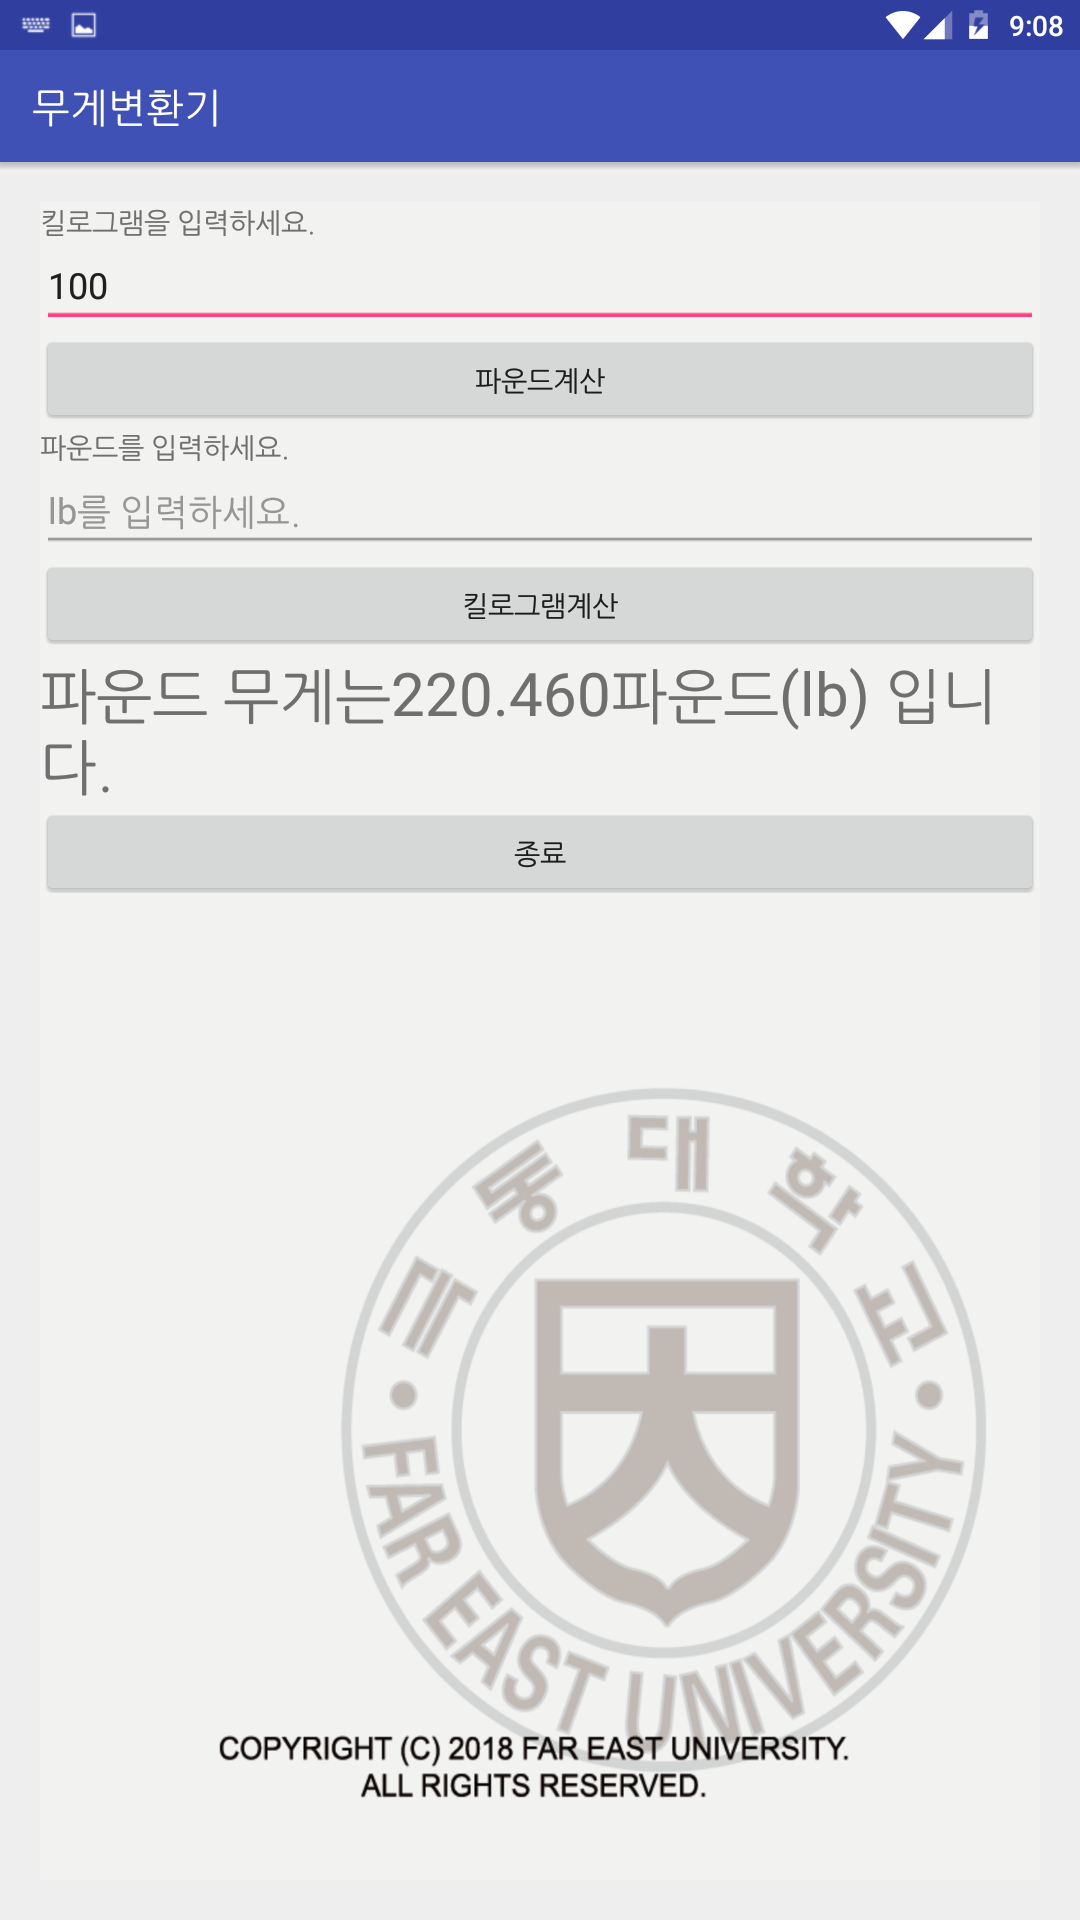 9:08
무게변환기
킬로그램을 입력하세요.
100
파운드계산
파운드를 입력하세요.
lb를 입력하세요.
킬로그램계산
파운드 무게는220.460파운드(lb) 입니
다.
종료
극동대학교
FAR EAST UNIVERSITY
COPYRIGHT (C) 2018 FAR EAST UNIVERSITY.
ALL RIGHTS RESERVED.